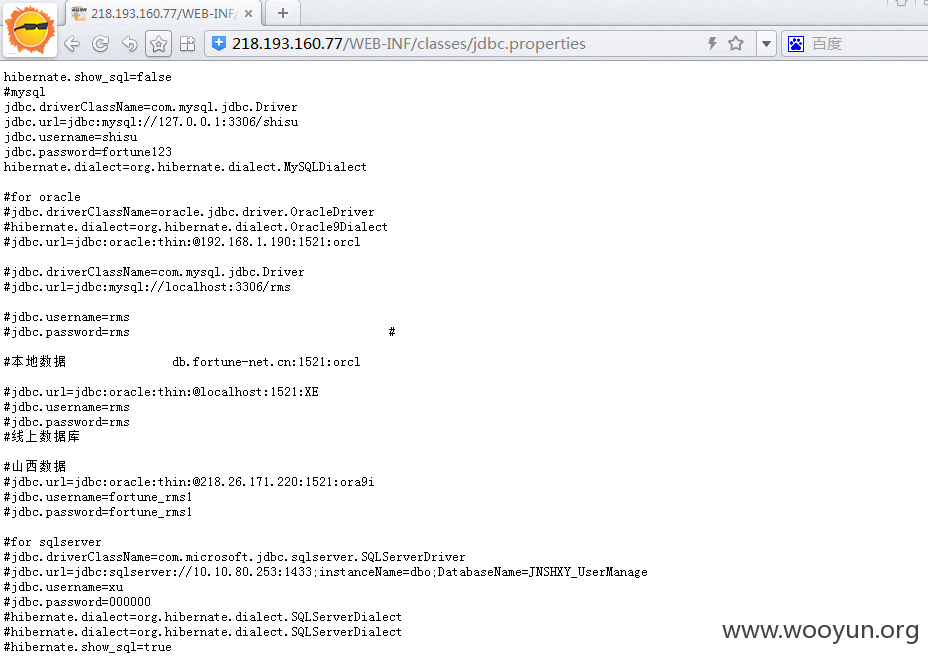 218.193.160.77/WEB-INF/
218.193.160.77/WEB-INF/classes/jdbc.properties
百度
hibernate.show_sql=false
#mysql
jdbc.driverClassName=com.mysql.jdbc.Driver
jdbc.url=jdbc:mysql://127.0.0.1:3306/shisu
jdbc.username=shisu
jdbc.password=fortune123
hibernate.dialect=org.hibernate.dialect.MySQLDialect
#for oracle
#jdbc.driverClassName=oracle.jdbc.driver.OracleDriver
#hibernate.dialect=org.hibernate.dialect.Oracle9Dialect
#jdbc.url=jdbc:oracle:thin:@192.168.1.190:1521:orcl
#jdbc.driverClassName=com.mysql.jdbc.Driver
#jdbc.url=jdbc:mysql://localhost:3306/rms
#jdbc.username=rms
#jdbc.password=rms #
#本地数据 db.fortune-net.cn:1521:orcl
#jdbc.url=jdbc:oracle:thin:@localhost:1521:XE
#jdbc.username=rms
#jdbc.password=rms
#线上数据库
#山西数据
#jdbc.url=jdbc:oracle:thin:@218.26.171.220:1521:ora9i
#jdbc.username=fortune_rms1
#jdbc.password=fortune_rms1
#for sqlserver
#jdbc.driverClassName=com.microsoft.jdbc.sqlserver.SQLServerDriver
#jdbc.url=jdbc:sqlserver://10.10.80.253:1433;instanceName=dbo;DatabaseName=JNSHXY_UserManage
#jdbc.username=xu
#jdbc.password=000000
#hibernate.dialect=org.hibernate.dialect.SQLServerDialect
#hibernate.dialect=org.hibernate.dialect.SQLServerDialect
#hibernate.show_sql=true
www.wooyun.org